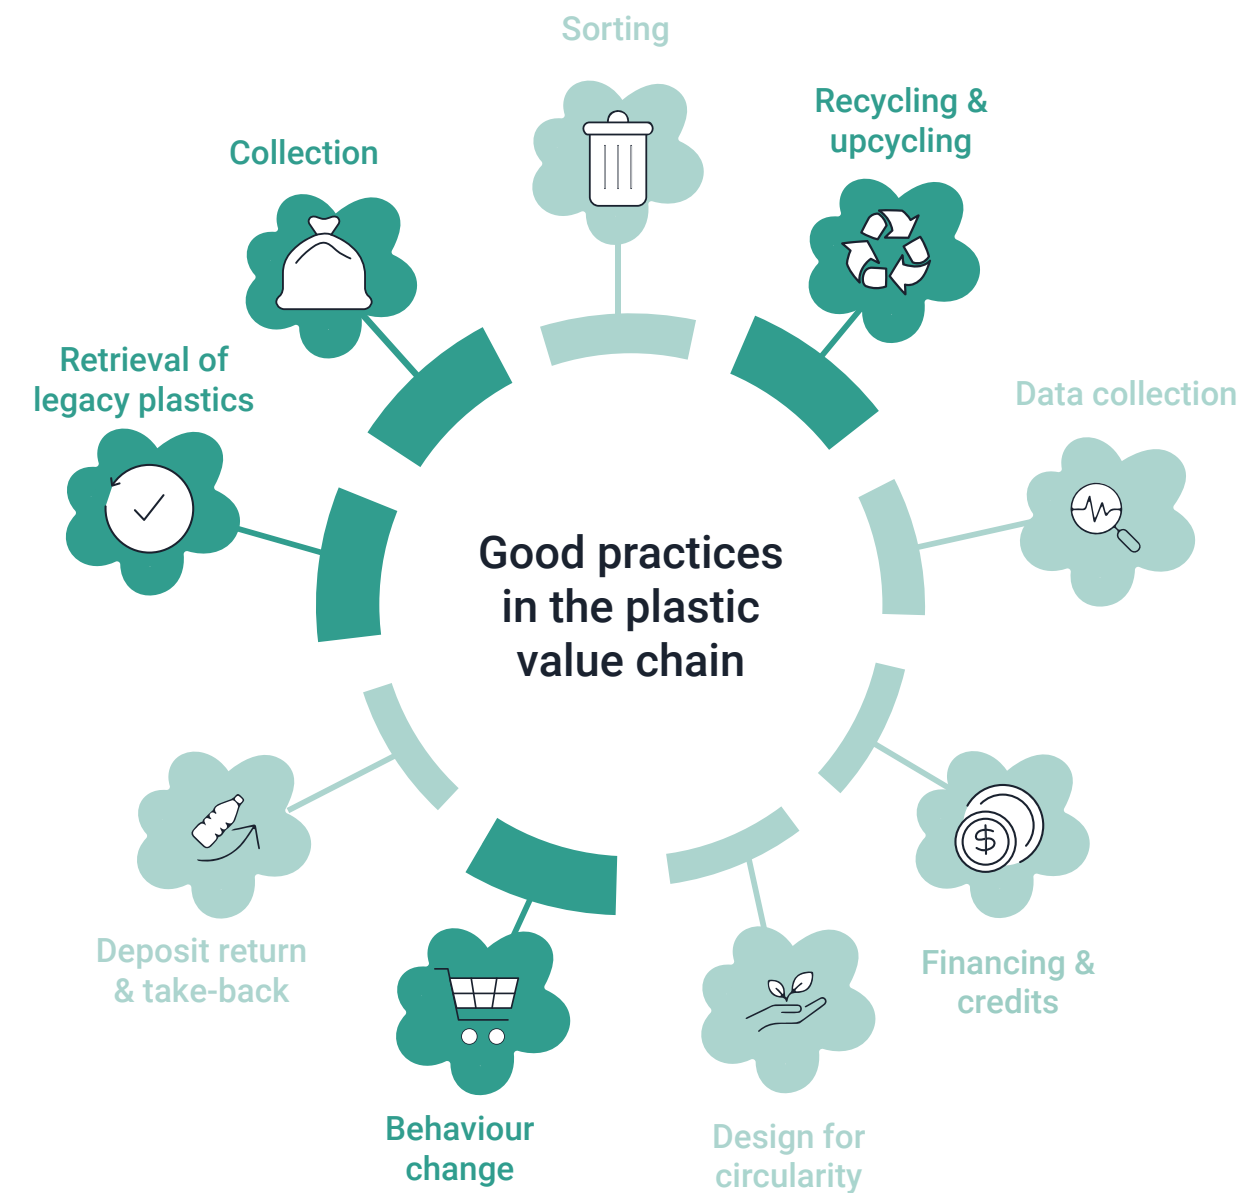 Sorting
Recycling &
upcycling
Collection
Retrieval of
legacy plastics
Data collection
Good practices
in the plastic
value chain
Deposit return
& take-back
Financing &
credits
Behaviour
change
Design for
circularity
$